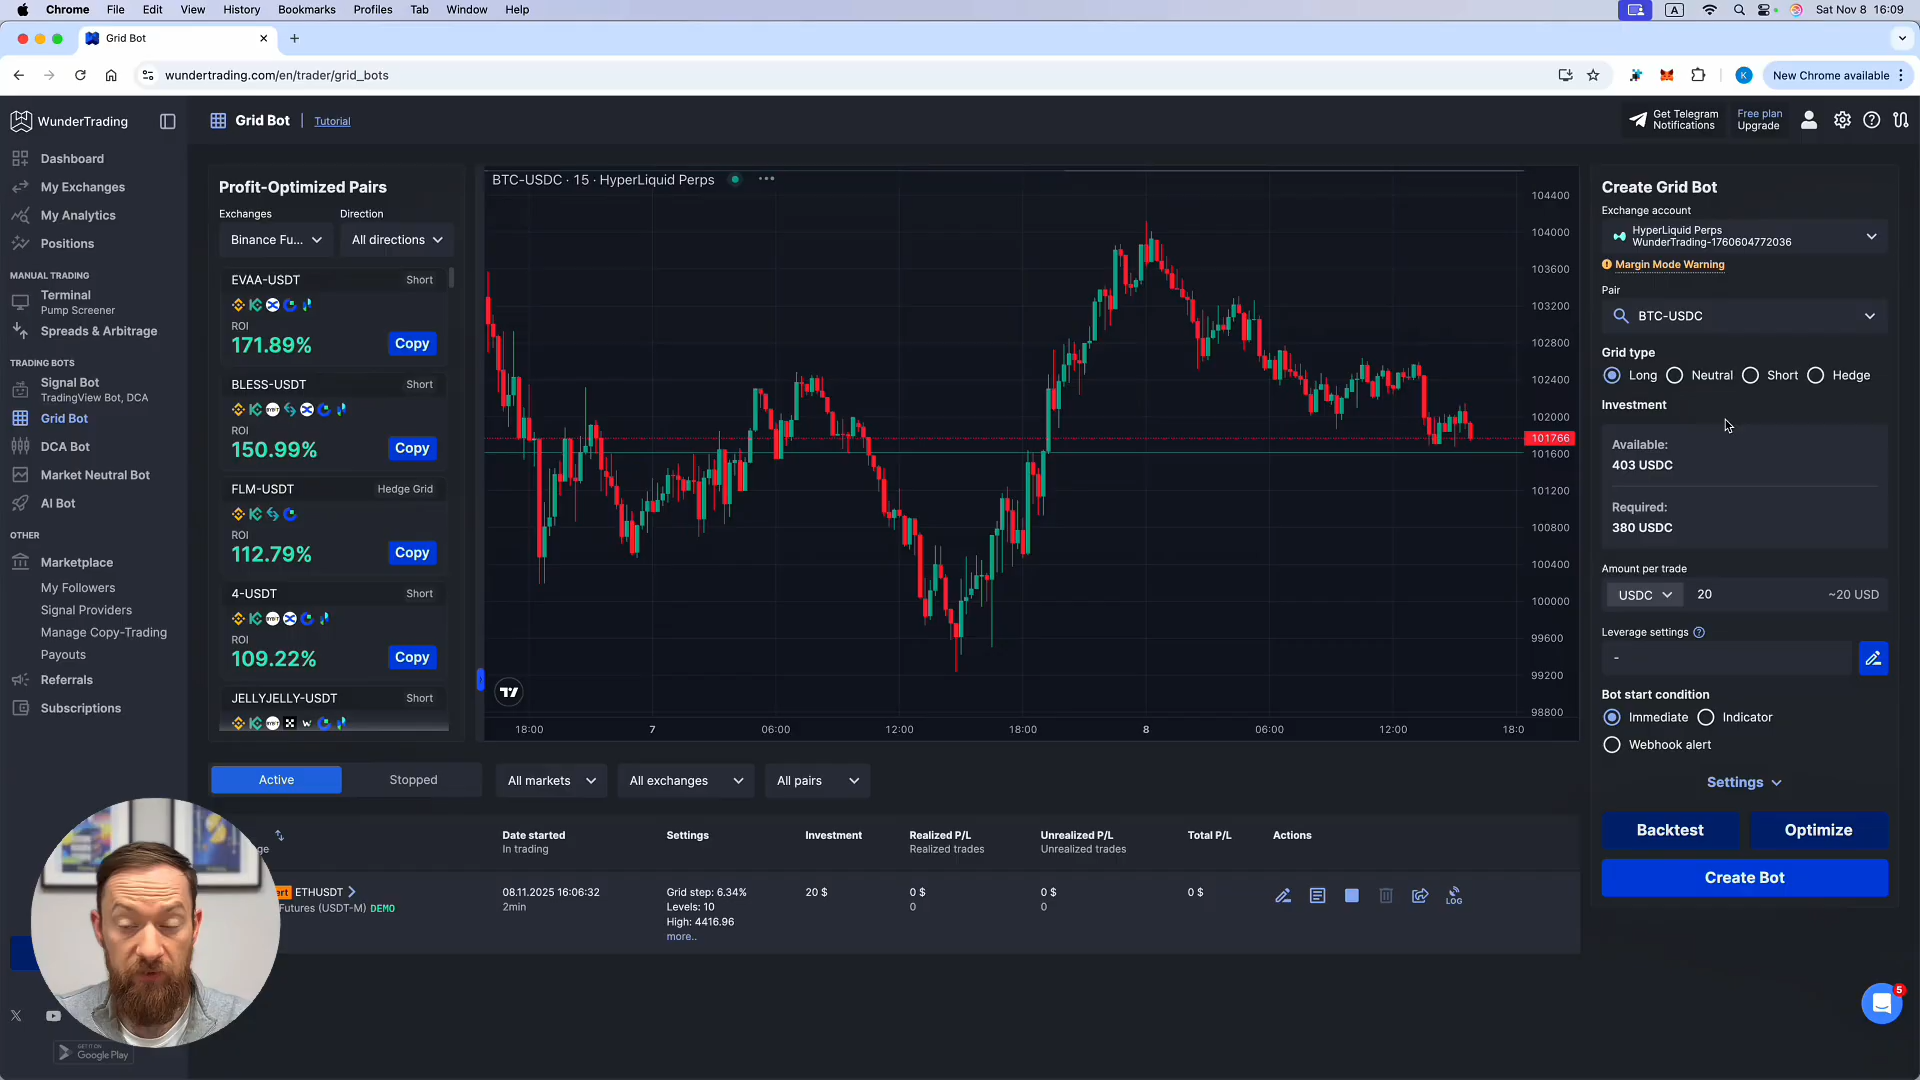 Chrome File Edit View History Bookmarks Profiles Tab Window Help
A
Sat Nov 8 16:09
Grid Bot
wundertrading.com/en/trader/grid_bots
K
New Chrome available
WunderTrading
Grid Bot
Tutorial
Get Telegram
Notifications
Free plan
Upgrade
Dashboard
My Exchanges
My Analytics
Positions
MANUAL TRADING
Terminal
Pump Screener
Spreads & Arbitrage
TRADING BOTS
Signal Bot
TradingView Bot, DCA
Grid Bot
DCA Bot
Market Neutral Bot
AI Bot
OTHER
Marketplace
My Followers
Signal Providers
Manage Copy-Trading
Payouts
Referrals
Subscriptions
GET IT ON
Google Play
Profit-Optimized Pairs
Exchanges
Direction
Binance Fu...
All directions
EVAA-USDT
Short
ROI
171.89%
Copy
BLESS-USDT
Short
ROI
150.99%
Copy
FLM-USDT
Hedge Grid
ROI
112.79%
Copy
4-USDT
Short
ROI
109.22%
Copy
JELLYJELLY-USDT
Short
BTC-USDC · 15 · HyperLiquid Perps
104400
104000
103600
103200
102800
102400
102000
101766
101600
101200
100800
100400
100000
99600
99200
98800
18:00 7 06:00 12:00 18:00 8 06:00 12:00 18:0
Active
Stopped
All markets
All exchanges
All pairs
ge
Date started
In trading
Settings
Investment
Realized P/L
Realized trades
Unrealized P/L
Unrealized trades
Total P/L
Actions
ert ETHUSDT
Futures (USDT-M) DEMO
08.11.2025 16:06:32
2min
Grid step: 6.34%
Levels: 10
High: 4416.96
more..
20 $
0 $
0
0 $
0
0 $
LOG
Create Grid Bot
Exchange account
HyperLiquid Perps
WunderTrading-1760604772036
Margin Mode Warning
Pair
BTC-USDC
Grid type
Long Neutral Short Hedge
Investment
Available:
403 USDC
Required:
380 USDC
Amount per trade
USDC 20 ~20 USD
Leverage settings
-
Bot start condition
Immediate Indicator
Webhook alert
Settings
Backtest
Optimize
Create Bot
5